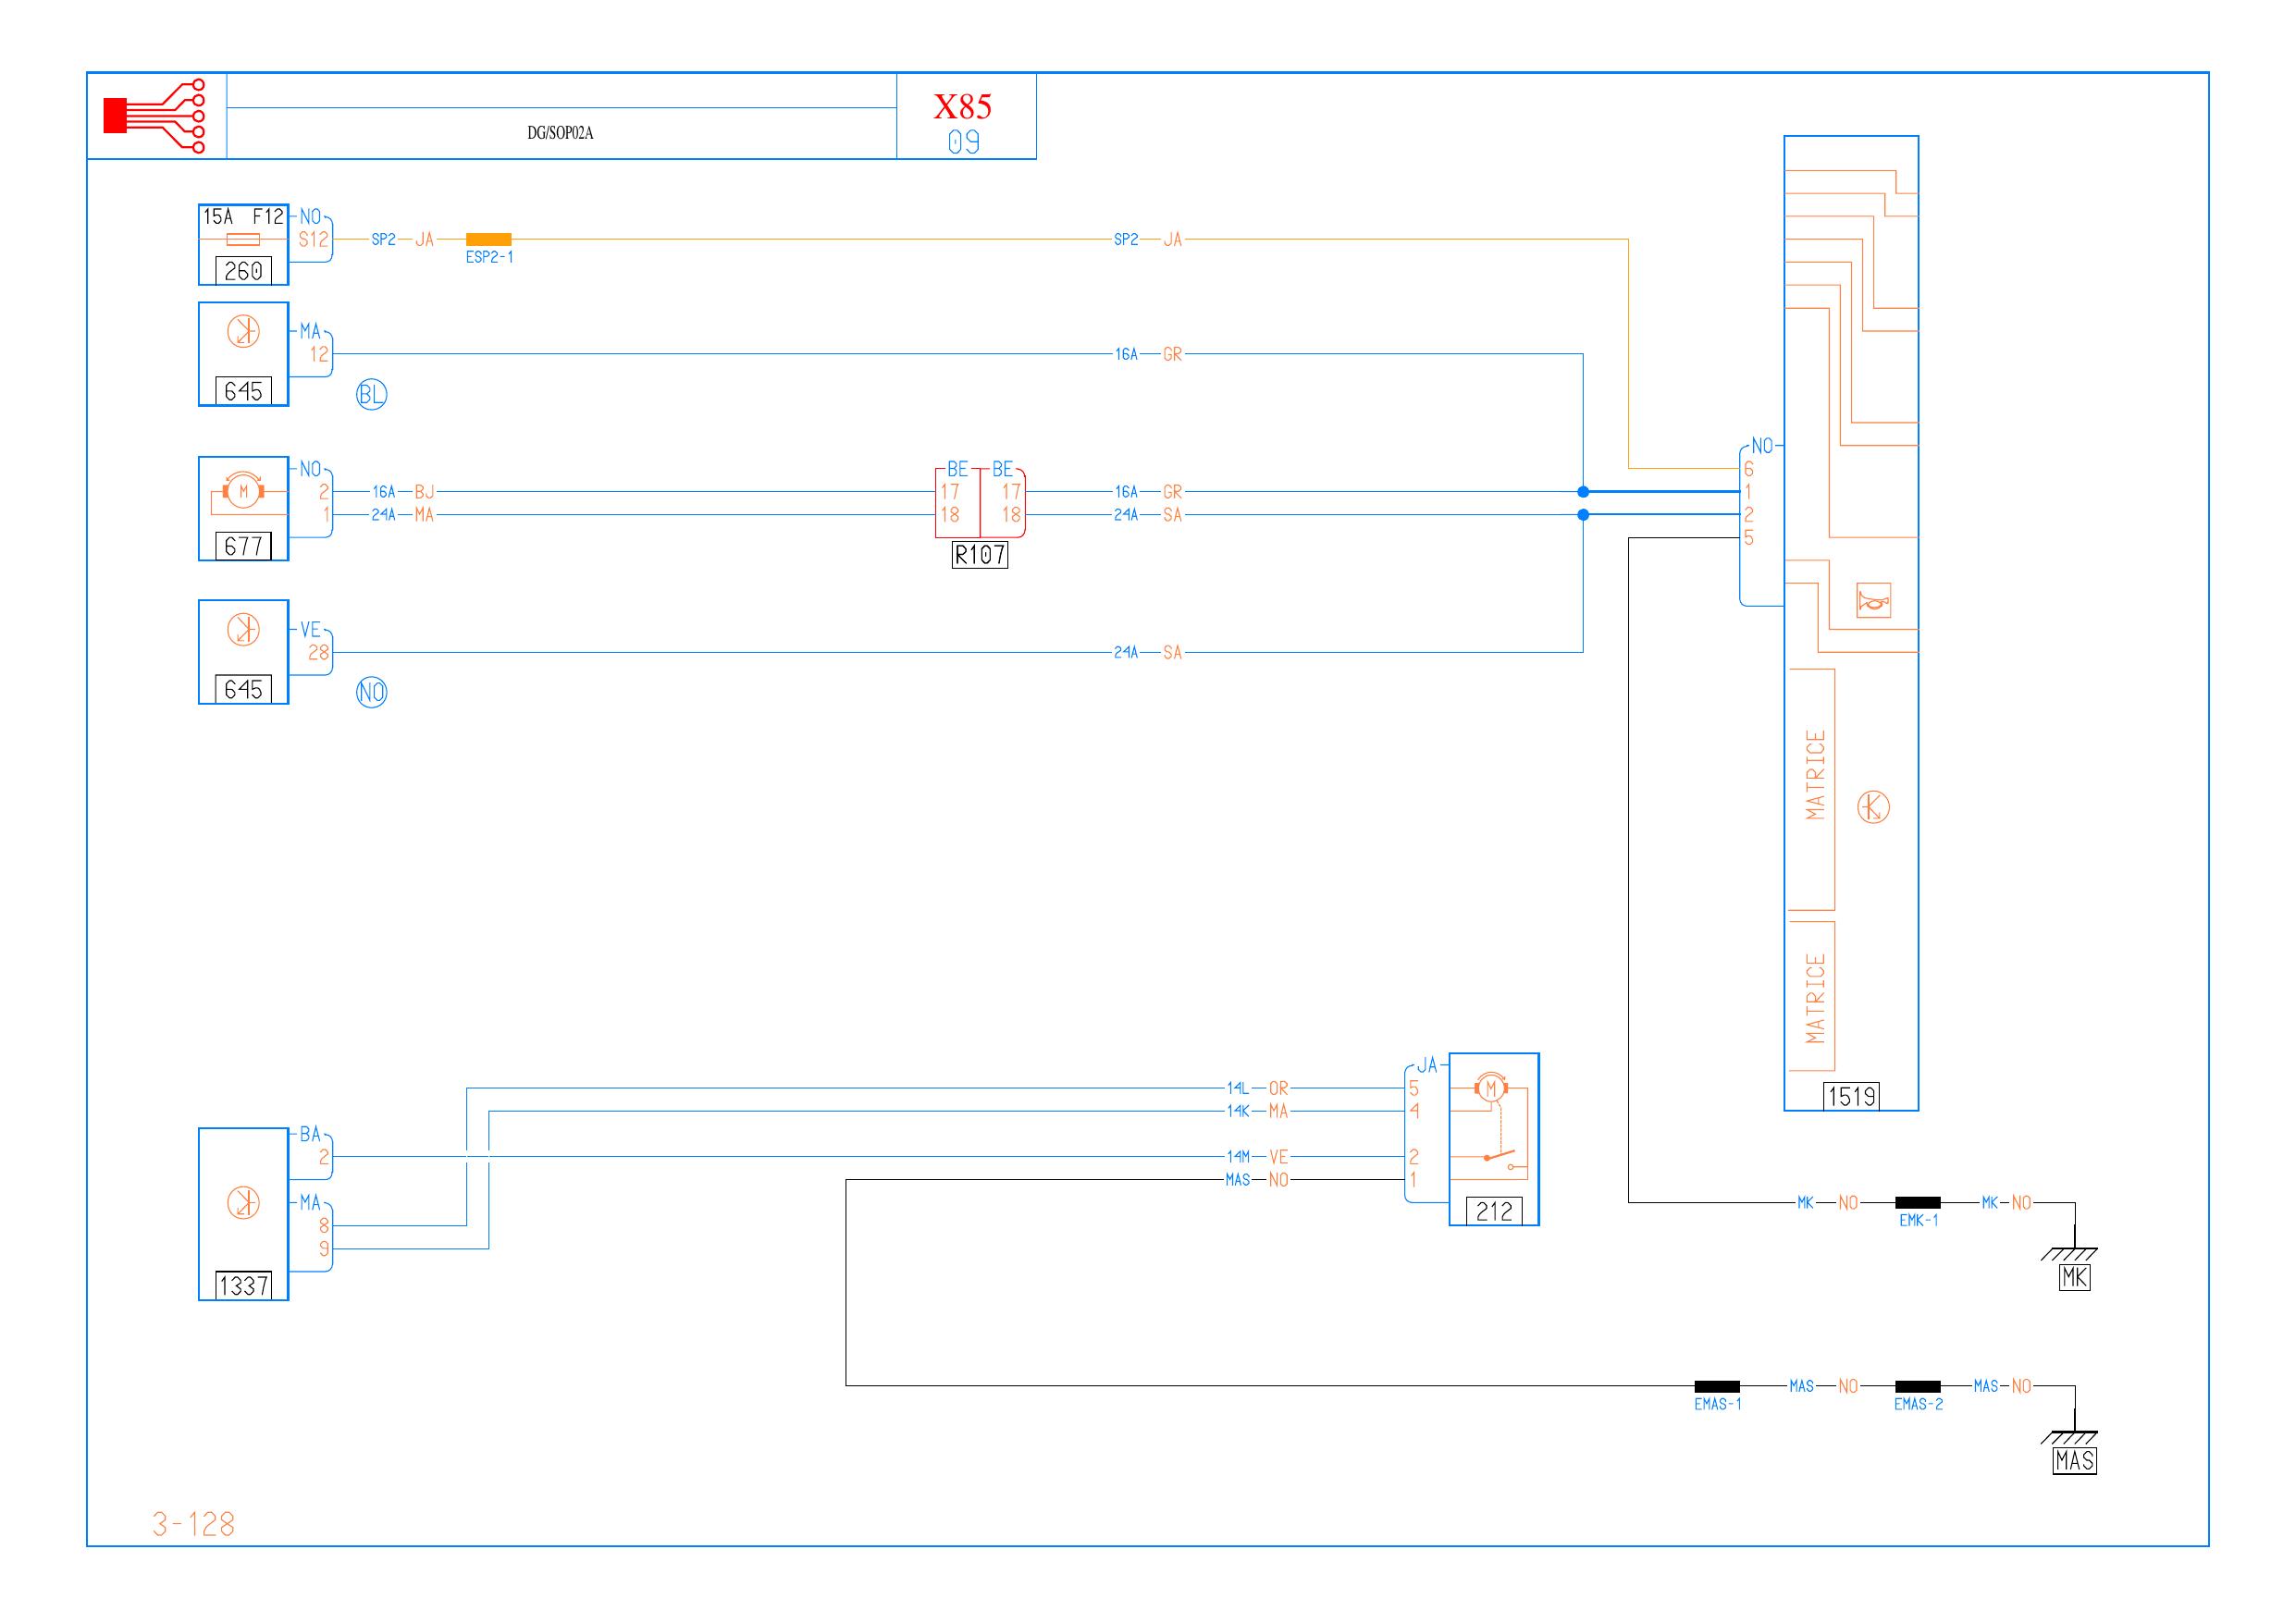 DG/SOP02A
X85
09
15A F12 NO
S12 SP2 JA SP2 JA
ESP2-1
260
MA
12 16A GR
645 BL
NO
NO BE BE 6
2 16A BJ 17 17 16A GR 1
1 24A MA 18 18 24A SA 2
5
677 R107
VE
28 24A SA
645 NO
MATRICE
MATRICE
1519
JA
14L OR 5
14K MA 4
BA
2 14M VE 2
MAS NO 1
MA
8
9
212
1337
MK NO MK NO
EMK-1
MK
MAS NO MAS NO
EMAS-1 EMAS-2
MAS
3-128